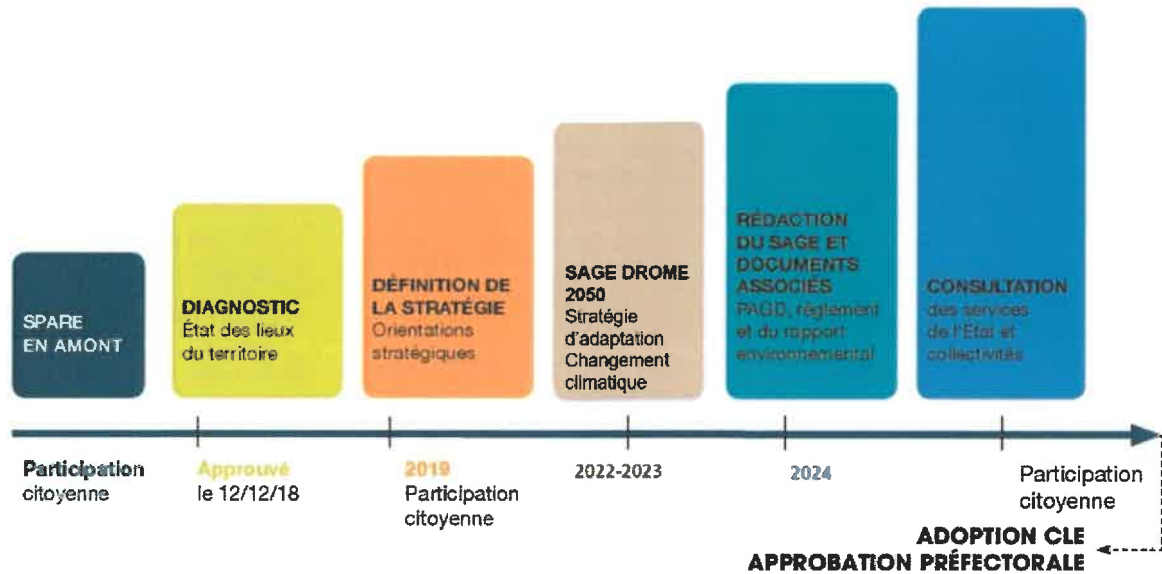 SPARE
EN AMONT
DIAGNOSTIC
État des lieux
du territoire
DÉFINITION DE
LA STRATÉGIE
Orientations
stratégiques
SAGE DROME
2050
Stratégie
d'adaptation
Changement
climatique
RÉDACTION
DU SAGE ET
DOCUMENTS
ASSOCIÉS
PAGD, règlement
et du rapport
environnemental
CONSULTATION
des services
de l'État et
collectivités
Participation
citoyenne
Approuvé
le 12/12/18
2019
Participation
citoyenne
2022-2023
2024
Participation
citoyenne
ADOPTION CLE
APPROBATION PRÉFECTORALE